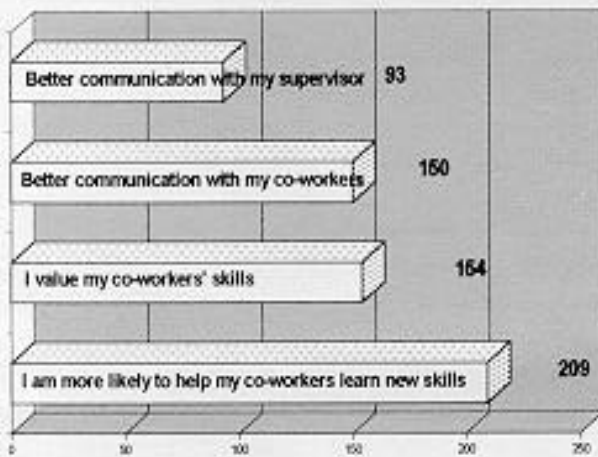 Better communication with my supervisor 93
Better communication with my co-workers 150
I value my co-workers' skills 154
I am more likely to help my co-workers learn new skills 209
0 50 100 150 200 250